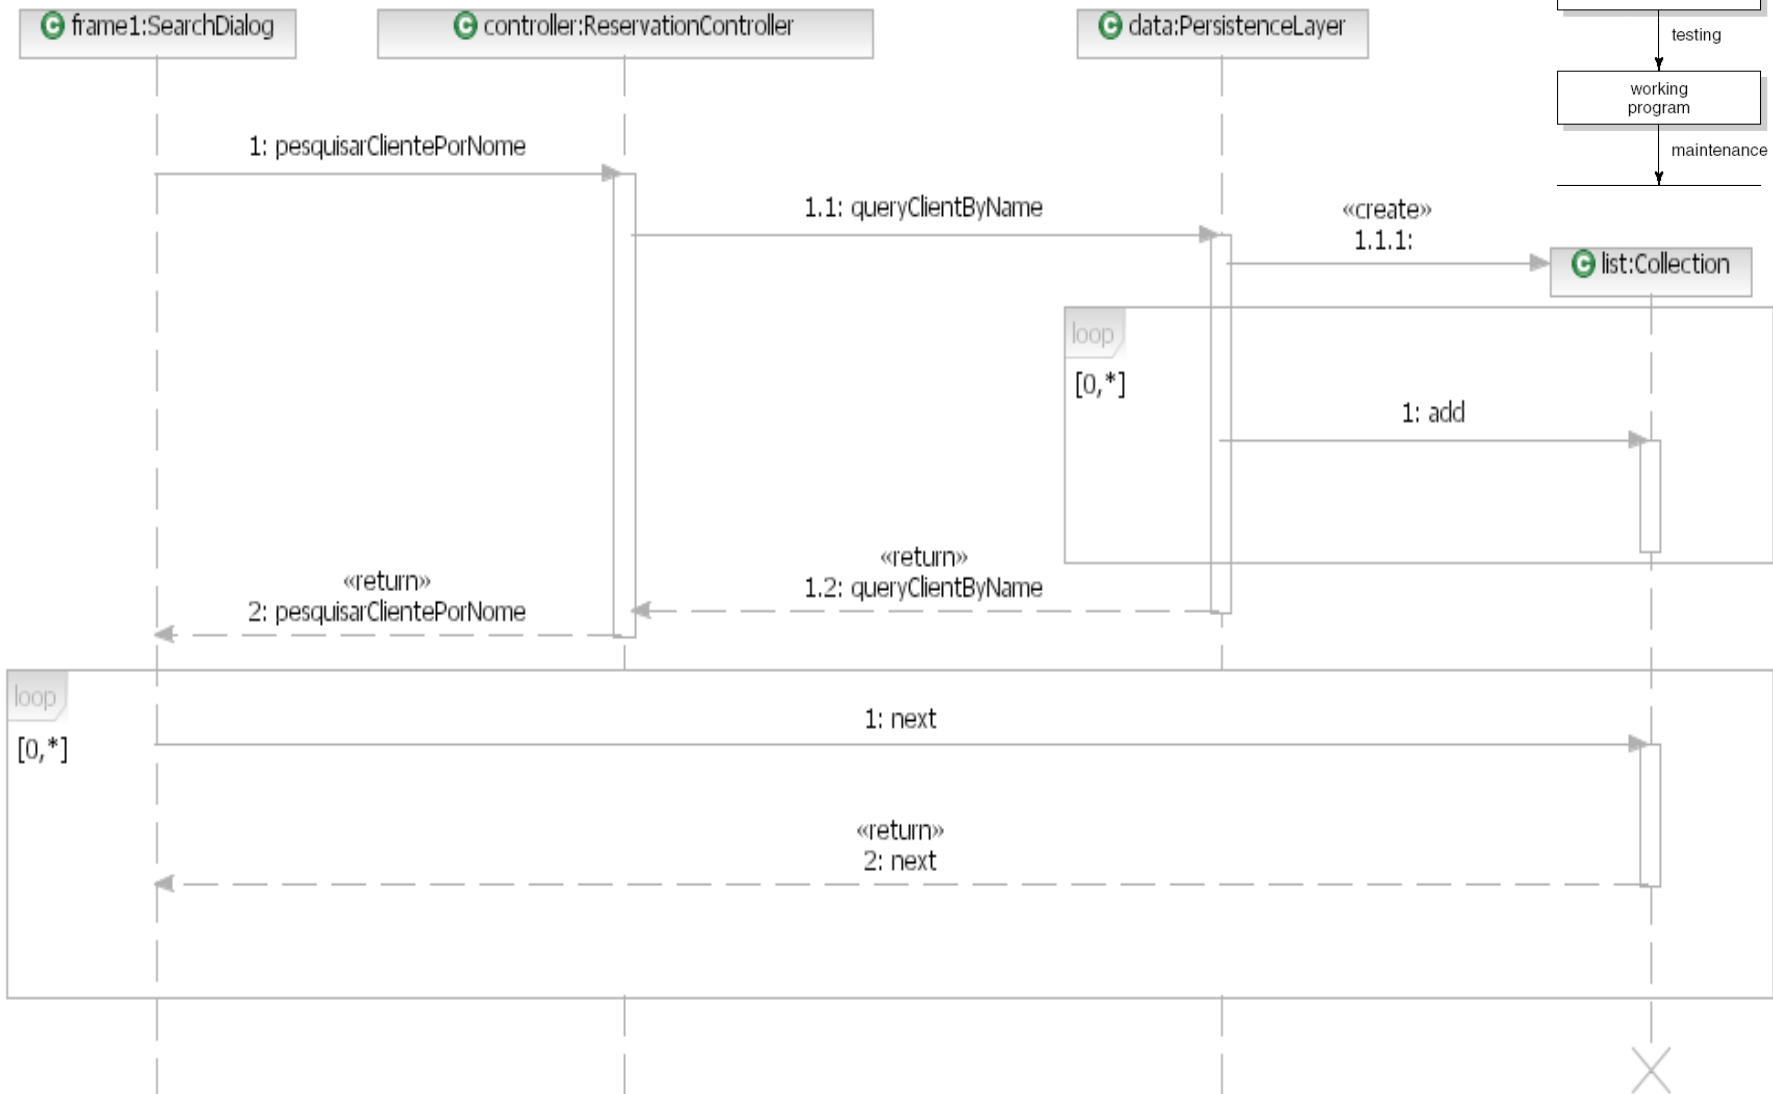 frame1:SearchDialog
controller:ReservationController
data:PersistenceLayer
testing
working
program
maintenance
1: pesquisarClientePorNome
1.1: queryClientByName
«create»
1.1.1:
list:Collection
loop
[0,*]
1: add
«return»
1.2: queryClientByName
«return»
2: pesquisarClientePorNome
loop
[0,*]
1: next
«return»
2: next